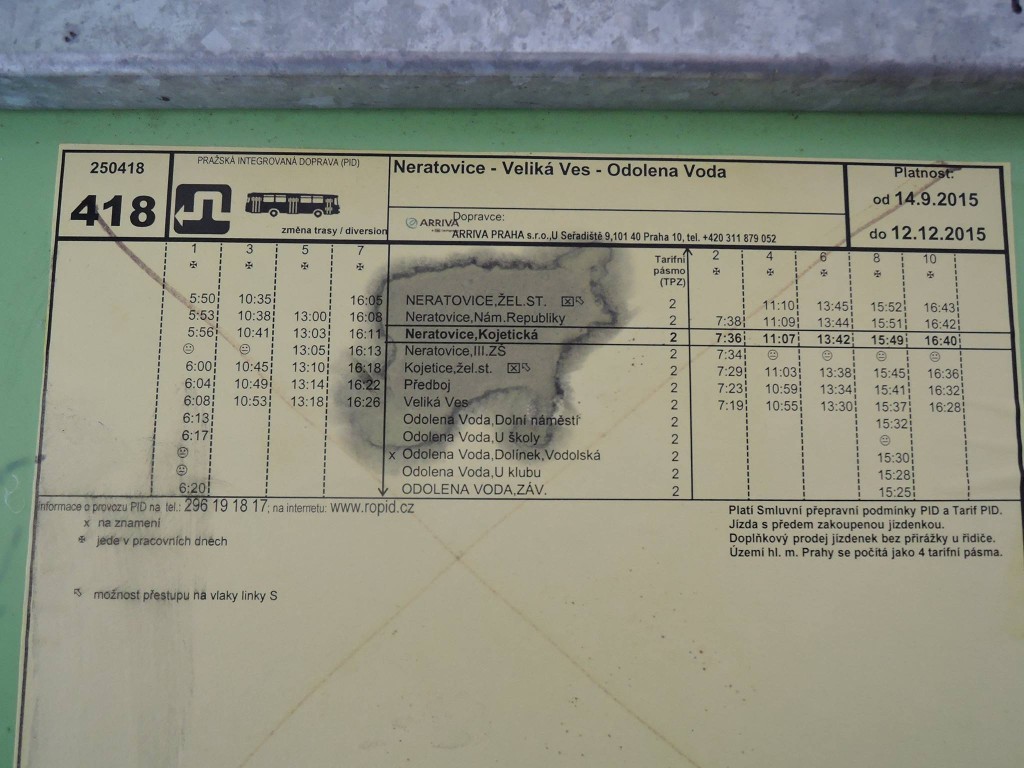 250418
418
PRAŽSKÁ INTEGROVANÁ DOPRAVA (PID)
změna trasy / diversion
Neratovice - Veliká Ves - Odolena Voda
ARRIVA
Dopravce:
ARRIVA PRAHA s.r.o.,U Seřadiště 9,101 40 Praha 10, tel. +420 311 879 052
Platnost:
od 14.9.2015
do 12.12.2015
1 3 5 7 Tarifní pásmo (TPZ) 2 4 6 8 10
5:50 10:35 16:05 NERATOVICE,ŽEL.ST. 2 11:10 13:45 15:52 16:43
5:53 10:38 13:00 16:08 Neratovice,Nám.Republiky 2 7:38 11:09 13:44 15:51 16:42
5:56 10:41 13:03 16:11 Neratovice,Kojetická 2 7:36 11:07 13:42 15:49 16:40
13:05 16:13 Neratovice,III.ZŠ 2 7:34
6:00 10:45 13:10 16:18 Kojetice,žel.st. 2 7:29 11:03 13:38 15:45 16:36
6:04 10:49 13:14 16:22 Předboj 2 7:23 10:59 13:34 15:41 16:32
6:08 10:53 13:18 16:26 Veliká Ves 2 7:19 10:55 13:30 15:37 16:28
6:13 Odolena Voda,Dolní náměstí 2 15:32
6:17 Odolena Voda,U školy 2
x Odolena Voda,Dolínek,Vodolská 2 15:30
Odolena Voda,U klubu 2 15:28
6:20 ODOLENA VODA,ZÁV. 2 15:25
informace o provozu PID na tel.: 296 19 18 17; na internetu: www.ropid.cz
x na znamení
jede v pracovních dnech
možnost přestupu na vlaky linky S
Platí Smluvní přepravní podmínky PID a Tarif PID.
Jízda s předem zakoupenou jízdenkou.
Doplňkový prodej jízdenek bez přirážky u řidiče.
Území hl. m. Prahy se počítá jako 4 tarifní pásma.